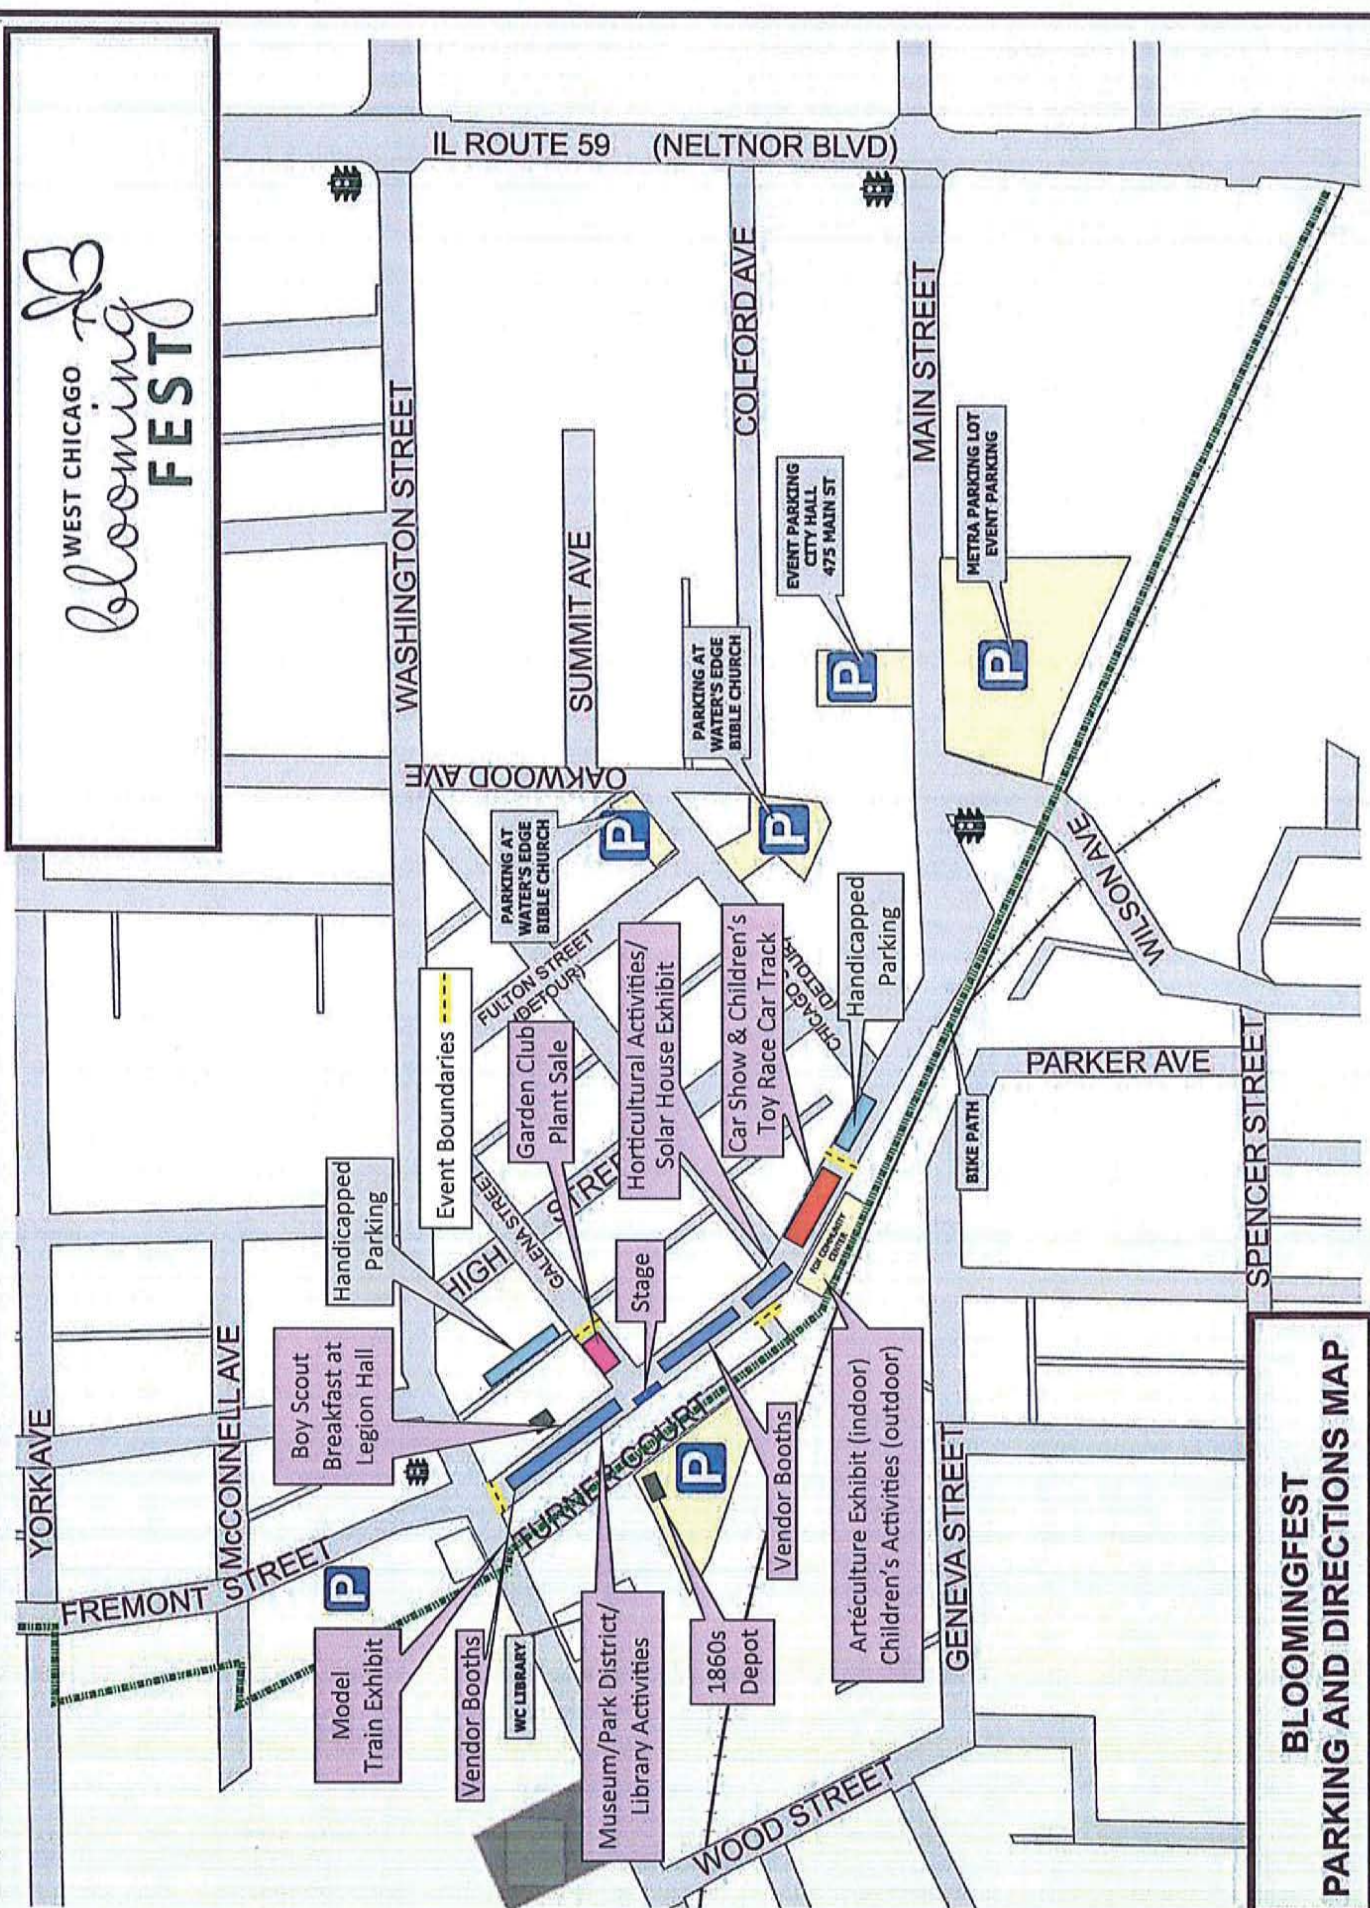 WEST CHICAGO
blooming
FEST
IL ROUTE 59 (NELTNOR BLVD)
WASHINGTON STREET
SUMMIT AVE
COLFORD AVE
MAIN STREET
OAKWOOD AVE
EVENT PARKING
CITY HALL
475 MAIN ST
METRA PARKING LOT
EVENT PARKING
P
P
PARKING AT
WATER'S EDGE
BIBLE CHURCH
P
PARKING AT
WATER'S EDGE
BIBLE CHURCH
P
WILSON AVE
FULTON STREET
(DETOUR)
CHICAGO
(DETOUR)
Event Boundaries
Garden Club
Plant Sale
Horticultural Activities/
Solar House Exhibit
Car Show & Children's
Toy Race Car Track
Handicapped
Parking
PARKER AVE
SPENCER STREET
BIKE PATH
Handicapped
Parking
HIGH STREET
GALENA STREET
Stage
FOX COMMUNITY
CENTER
Boy Scout
Breakfast at
Legion Hall
YORK AVE
McCONNELL AVE
FREMONT STREET
P
TURNER COURT
P
Vendor Booths
Artéculture Exhibit (indoor)
Children's Activities (outdoor)
GENEVA STREET
Model
Train Exhibit
Vendor Booths
WC LIBRARY
Museum/Park District/
Library Activities
1860s
Depot
WOOD STREET
BLOOMINGFEST
PARKING AND DIRECTIONS MAP